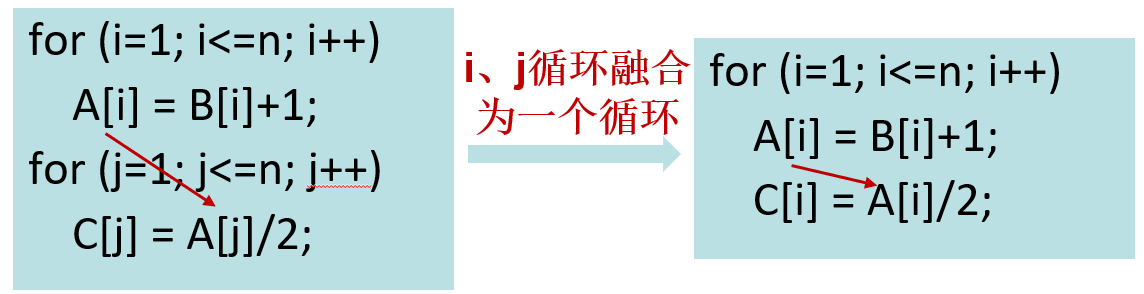 for (i=1; i<=n; i++)
A[i] = B[i]+1;
for (j=1; j<=n; j++)
C[j] = A[j]/2;
i、j循环融合
为一个循环
for (i=1; i<=n; i++)
A[i] = B[i]+1;
C[i] = A[i]/2;